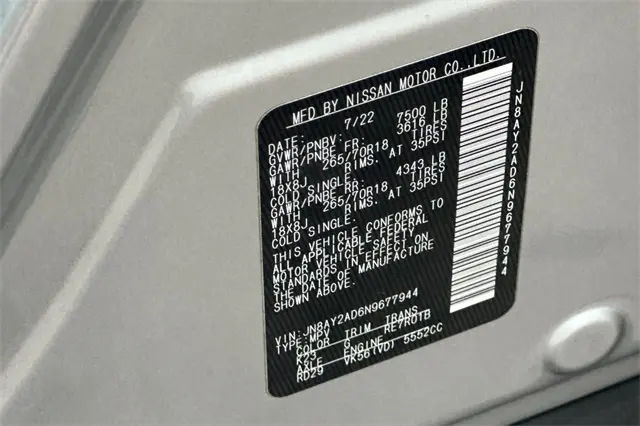 MFD BY NISSAN MOTOR CO.,LTD.
DATE: 7/22
GVWR/PNBV: 7500 LB
GAWR/PNBE FR: 3616 LB
WITH 265/70R18 TIRES
18X8J RIMS. AT 35PSI
COLD SINGLE.
GAWR/PNBE RR: 4343 LB
WITH 265/70R18 TIRES
18X8J RIMS. AT 35PSI
COLD SINGLE.
THIS VEHICLE CONFORMS TO
ALL APPLICABLE FEDERAL
MOTOR VEHICLE SAFETY
STANDARDS IN EFFECT ON
THE DATE OF MANUFACTURE
SHOWN ABOVE.
VIN:JN8AY2AD6N9677944
TYPE:MPV
COLOR TRIM TRANS
K23 G RE7R01B
AXLE ENGINE
RD29 VK56(VD) 5552CC
JN8AY2AD6N9677944